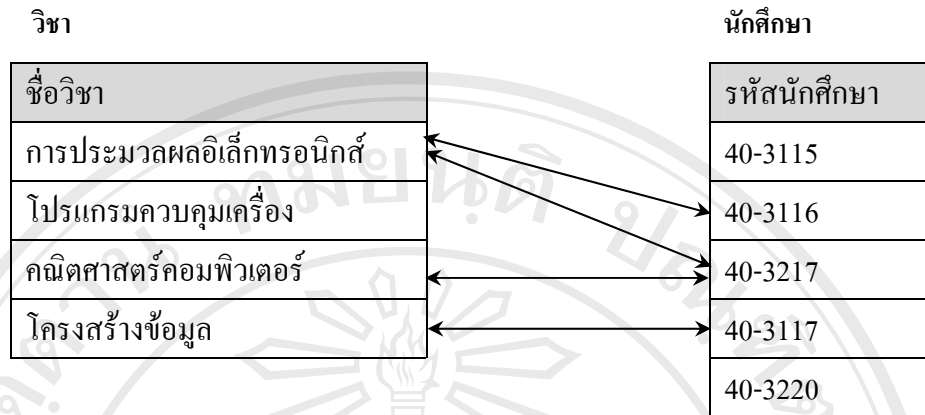 วิชา นักศึกษา
ชื่อวิชา รหัสนักศึกษา
การประมวลผลอิเล็กทรอนิกส์ 40-3115
โปรแกรมควบคุมเครื่อง 40-3116
คณิตศาสตร์คอมพิวเตอร์ 40-3217
โครงสร้างข้อมูล 40-3117
40-3220